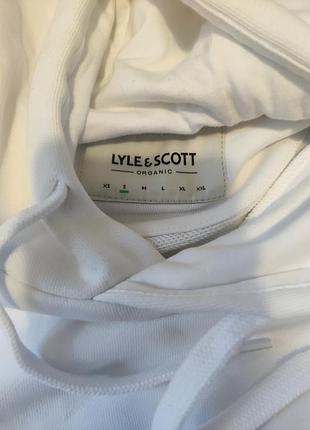 LYLE & SCOTT
ORGANIC
XS S M L XL XXL